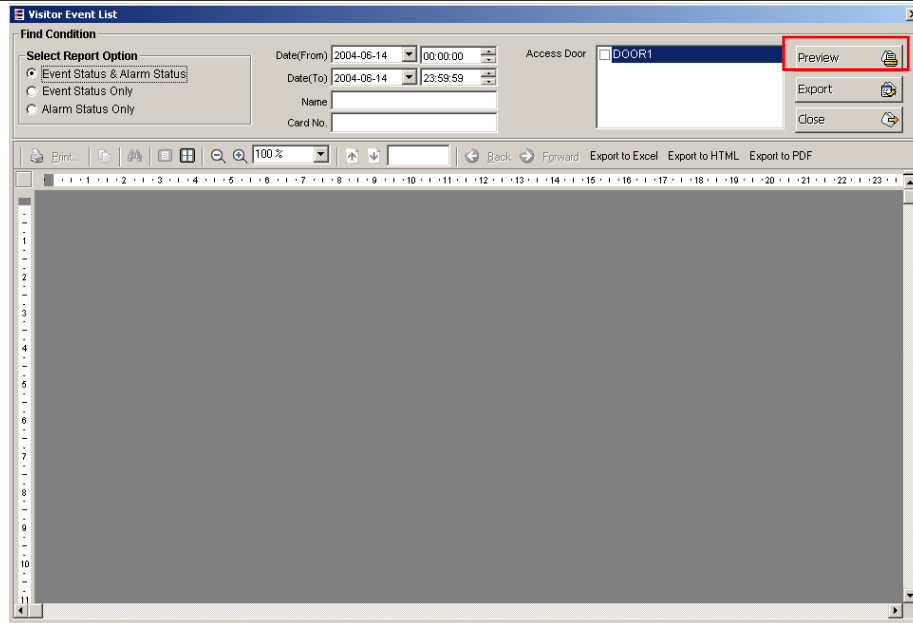 Visitor Event List
Find Condition
Select Report Option
Event Status & Alarm Status
Event Status Only
Alarm Status Only
Date(From) 2004-06-14 00:00:00
Date(To) 2004-06-14 23:59:59
Name
Card No.
Access Door DOOR1
Preview
Export
Close
Print... 100 % Back Forward Export to Excel Export to HTML Export to PDF
1 2 3 4 5 6 7 8 9 10 11 12 13 14 15 16 17 18 19 20 21 22 23
1
2
3
4
5
6
7
8
9
10
11